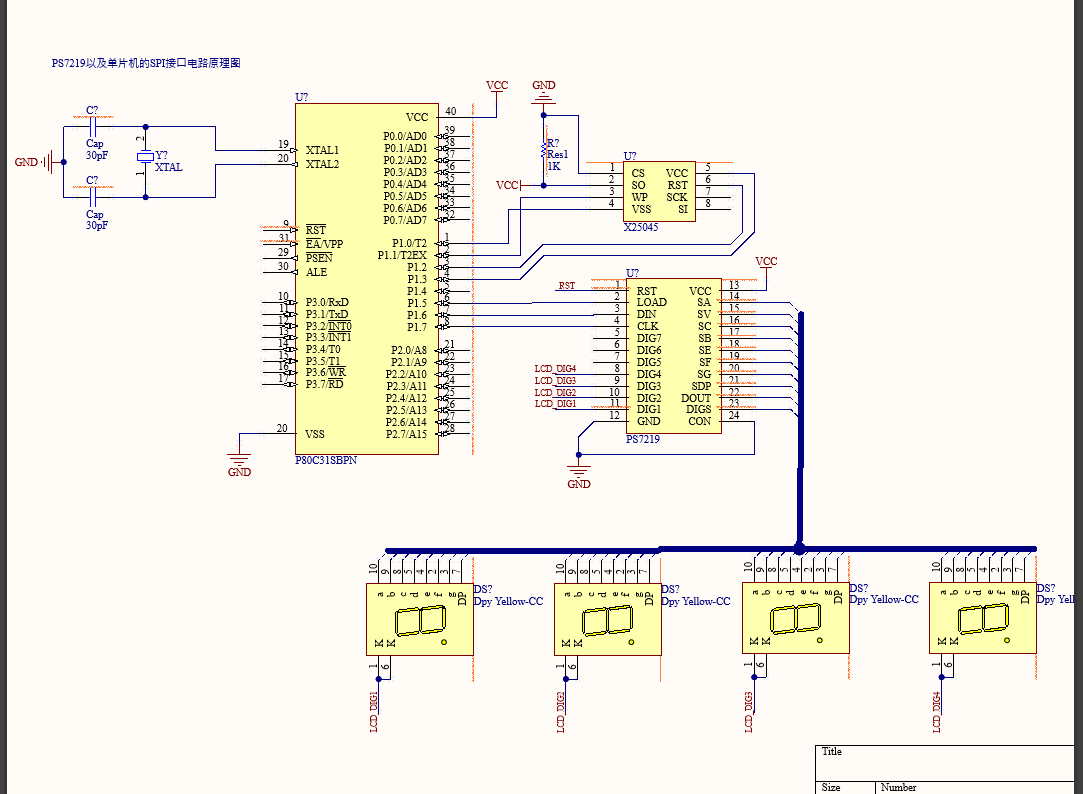 PS7219以及单片机的SPI接口电路原理图
C?
Cap
30pF
GND
2
Y?
1
XTAL
C?
Cap
30pF
U?
VCC 40
P0.0/AD0 39
P0.1/AD1 38
19 XTAL1
P0.2/AD2 37
20 XTAL2
P0.3/AD3 36
P0.4/AD4 35
P0.5/AD5 34
P0.6/AD6 33
P0.7/AD7 32
9 RST
31 EA/VPP
P1.0/T2 1
29 PSEN
P1.1/T2EX 2
30 ALE
P1.2 3
P1.3 4
P1.4 5
10 P3.0/RxD
P1.5 6
11 P3.1/TxD
P1.6 7
12 P3.2/INT0
P1.7 8
13 P3.3/INT1
14 P3.4/T0
P2.0/A8 21
15 P3.5/T1
P2.1/A9 22
16 P3.6/WR
P2.2/A10 23
17 P3.7/RD
P2.3/A11 24
P2.4/A12 25
P2.5/A13 26
P2.6/A14 27
20 VSS
P2.7/A15 28
P80C31SBPN
GND
VCC
GND
R?
Res1
1K
VCC
U?
1 CS VCC 5
2 SO RST 6
3 WP SCK 7
4 VSS SI 8
X25045
VCC
U?
RST
1 RST VCC 13
2 LOAD SA 14
3 DIN SV 15
4 CLK SC 16
5 DIG7 SB 17
6 DIG6 SE 18
7 DIG5 SF 19
LCD_DIG4 8 DIG4 SG 20
LCD_DIG3 9 DIG3 SDP 21
LCD_DIG2 10 DIG2 DOUT 22
LCD_DIG1 11 DIG1 DIGS 23
12 GND CON 24
PS7219
GND
10 9 8 5 4 2 3 7
a b c d e f g DP
K K
1 6
DS?
Dpy Yellow-CC
LCD_DIG1
10 9 8 5 4 2 3 7
a b c d e f g DP
K K
1 6
DS?
Dpy Yellow-CC
LCD_DIG2
10 9 8 5 4 2 3 7
a b c d e f g DP
K K
1 6
DS?
Dpy Yellow-CC
LCD_DIG3
10 9 8 5 4 2 3 7
a b c d e f g DP
K K
1 6
DS?
Dpy Yell
LCD_DIG4
Title
Size Number